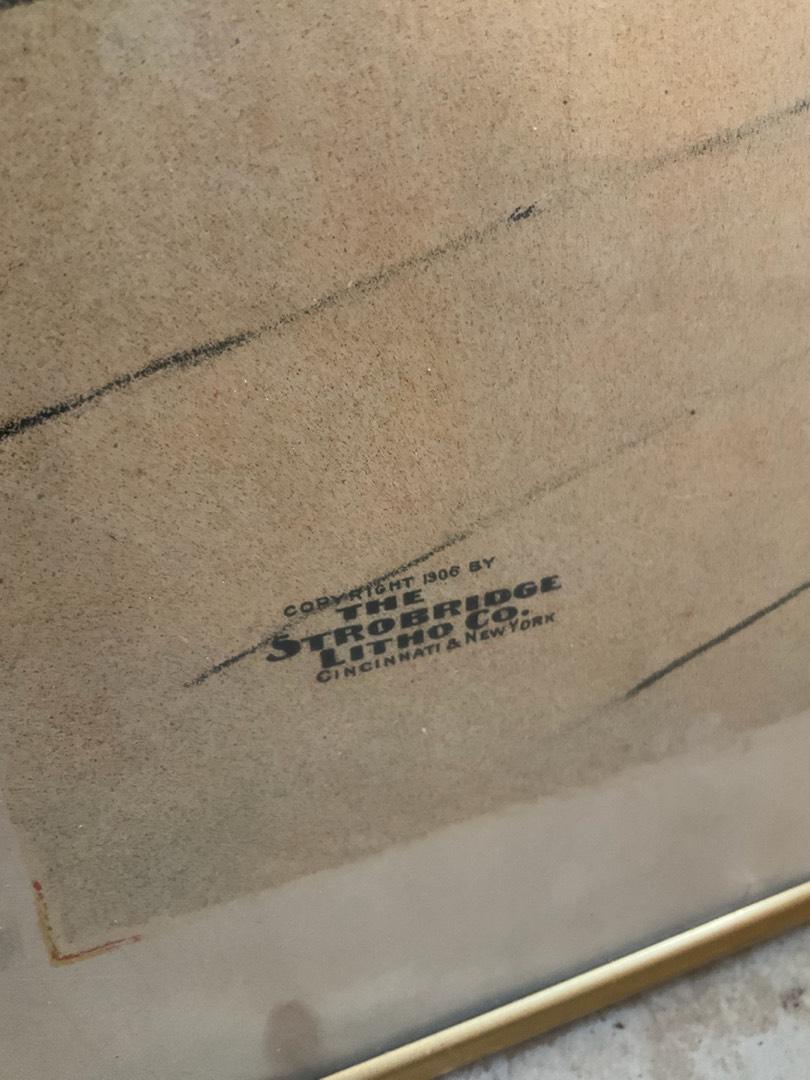 COPYRIGHT 1906 BY
THE
STROBRIDGE
LITHO CO.
CINCINNATI & NEW YORK